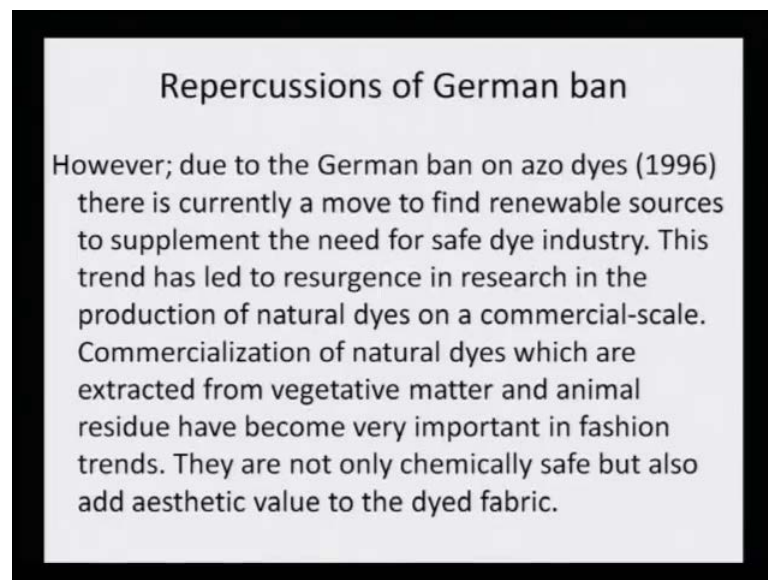 Repercussions of German ban
However; due to the German ban on azo dyes (1996)
there is currently a move to find renewable sources
to supplement the need for safe dye industry. This
trend has led to resurgence in research in the
production of natural dyes on a commercial-scale.
Commercialization of natural dyes which are
extracted from vegetative matter and animal
residue have become very important in fashion
trends. They are not only chemically safe but also
add aesthetic value to the dyed fabric.